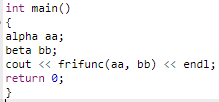 int main()
{
alpha aa;
beta bb;
cout << frifunc(aa, bb) << endl;
return 0;
}